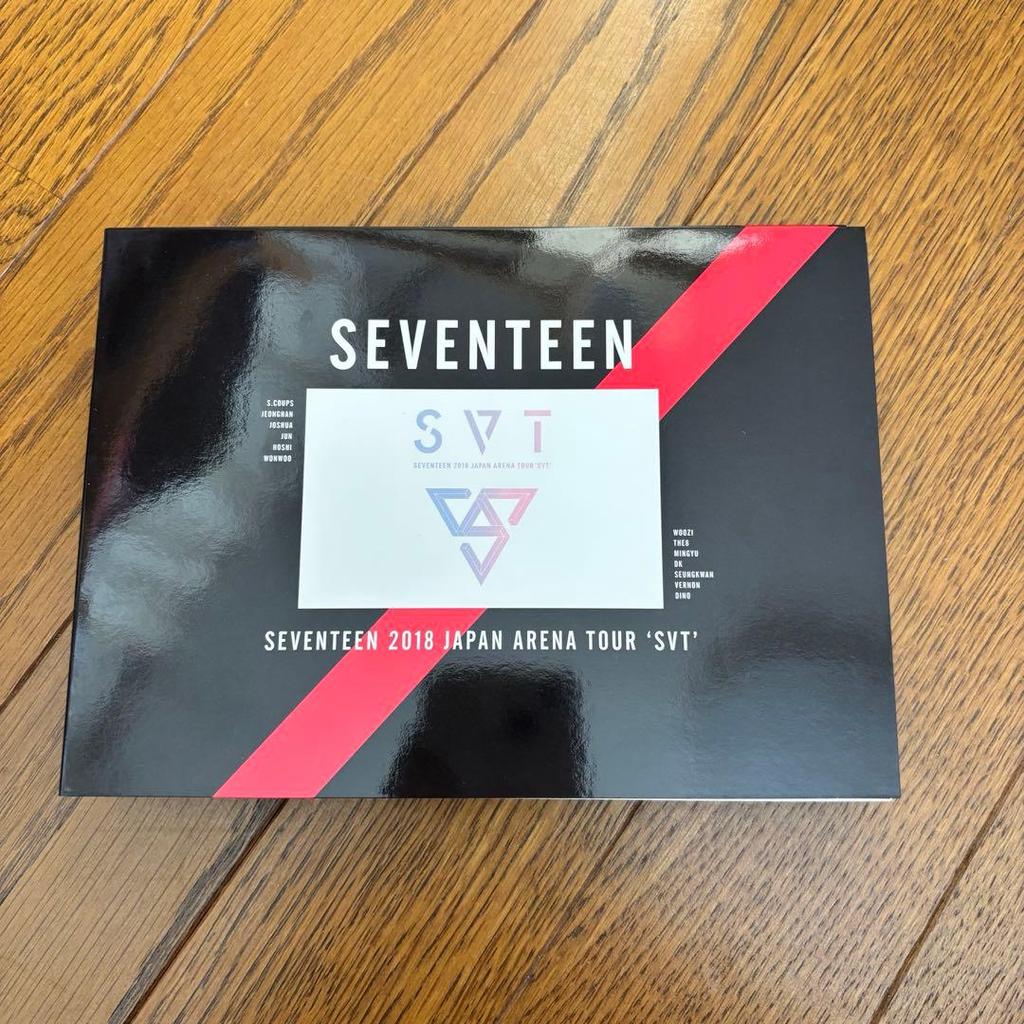 SEVENTEEN
S.COUPS
JEONGHAN
JOSHUA
JUN
HOSHI
WONWOO
SVT
SEVENTEEN 2018 JAPAN ARENA TOUR 'SVT'
WOOZI
THE8
MINGYU
DK
SEUNGKWAN
VERNON
DINO
SEVENTEEN 2018 JAPAN ARENA TOUR ‘SVT’